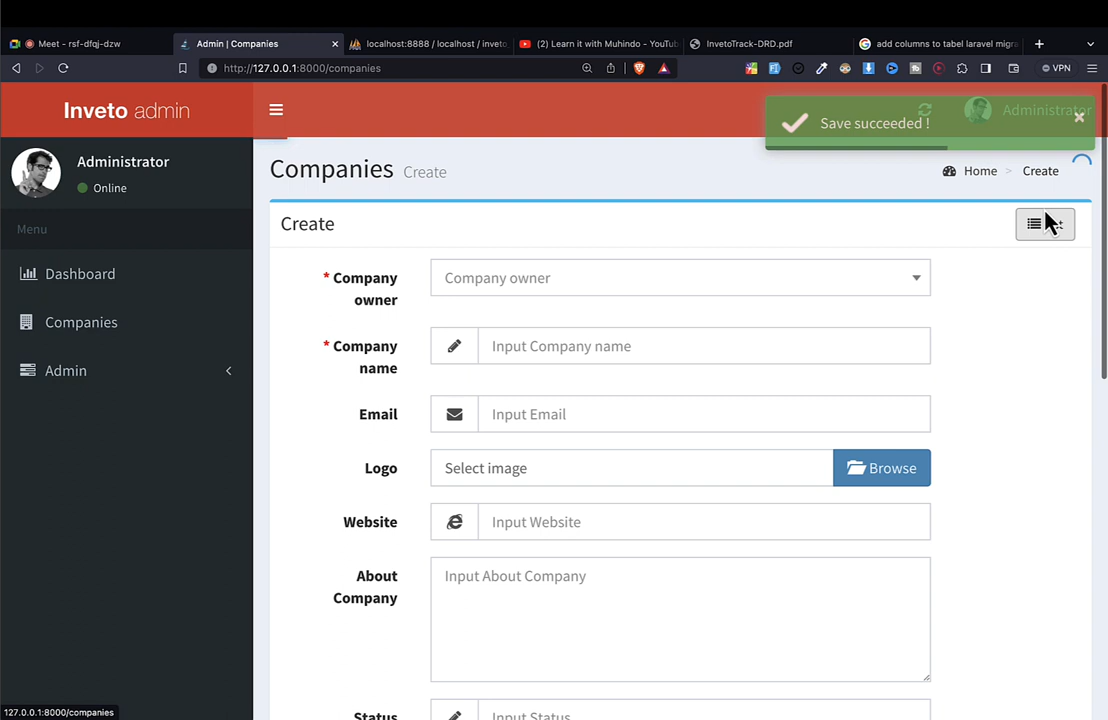 Meet - rsf-dfqj-dzw
Admin | Companies
localhost:8888 / localhost / inveto
(2) Learn it with Muhindo - YouTub
InvetoTrack-DRD.pdf
add columns to tabel laravel migra
http://127.0.0.1:8000/companies
VPN
Inveto admin
Administrator
Save succeeded !
Administrator
Online
Companies Create
Home > Create
Menu
Create
Dashboard
* Company owner
Company owner
Companies
* Company name
Input Company name
Admin
Email
Input Email
Logo
Select image
Browse
Website
Input Website
About Company
Input About Company
Status
Input Status
127.0.0.1:8000/companies